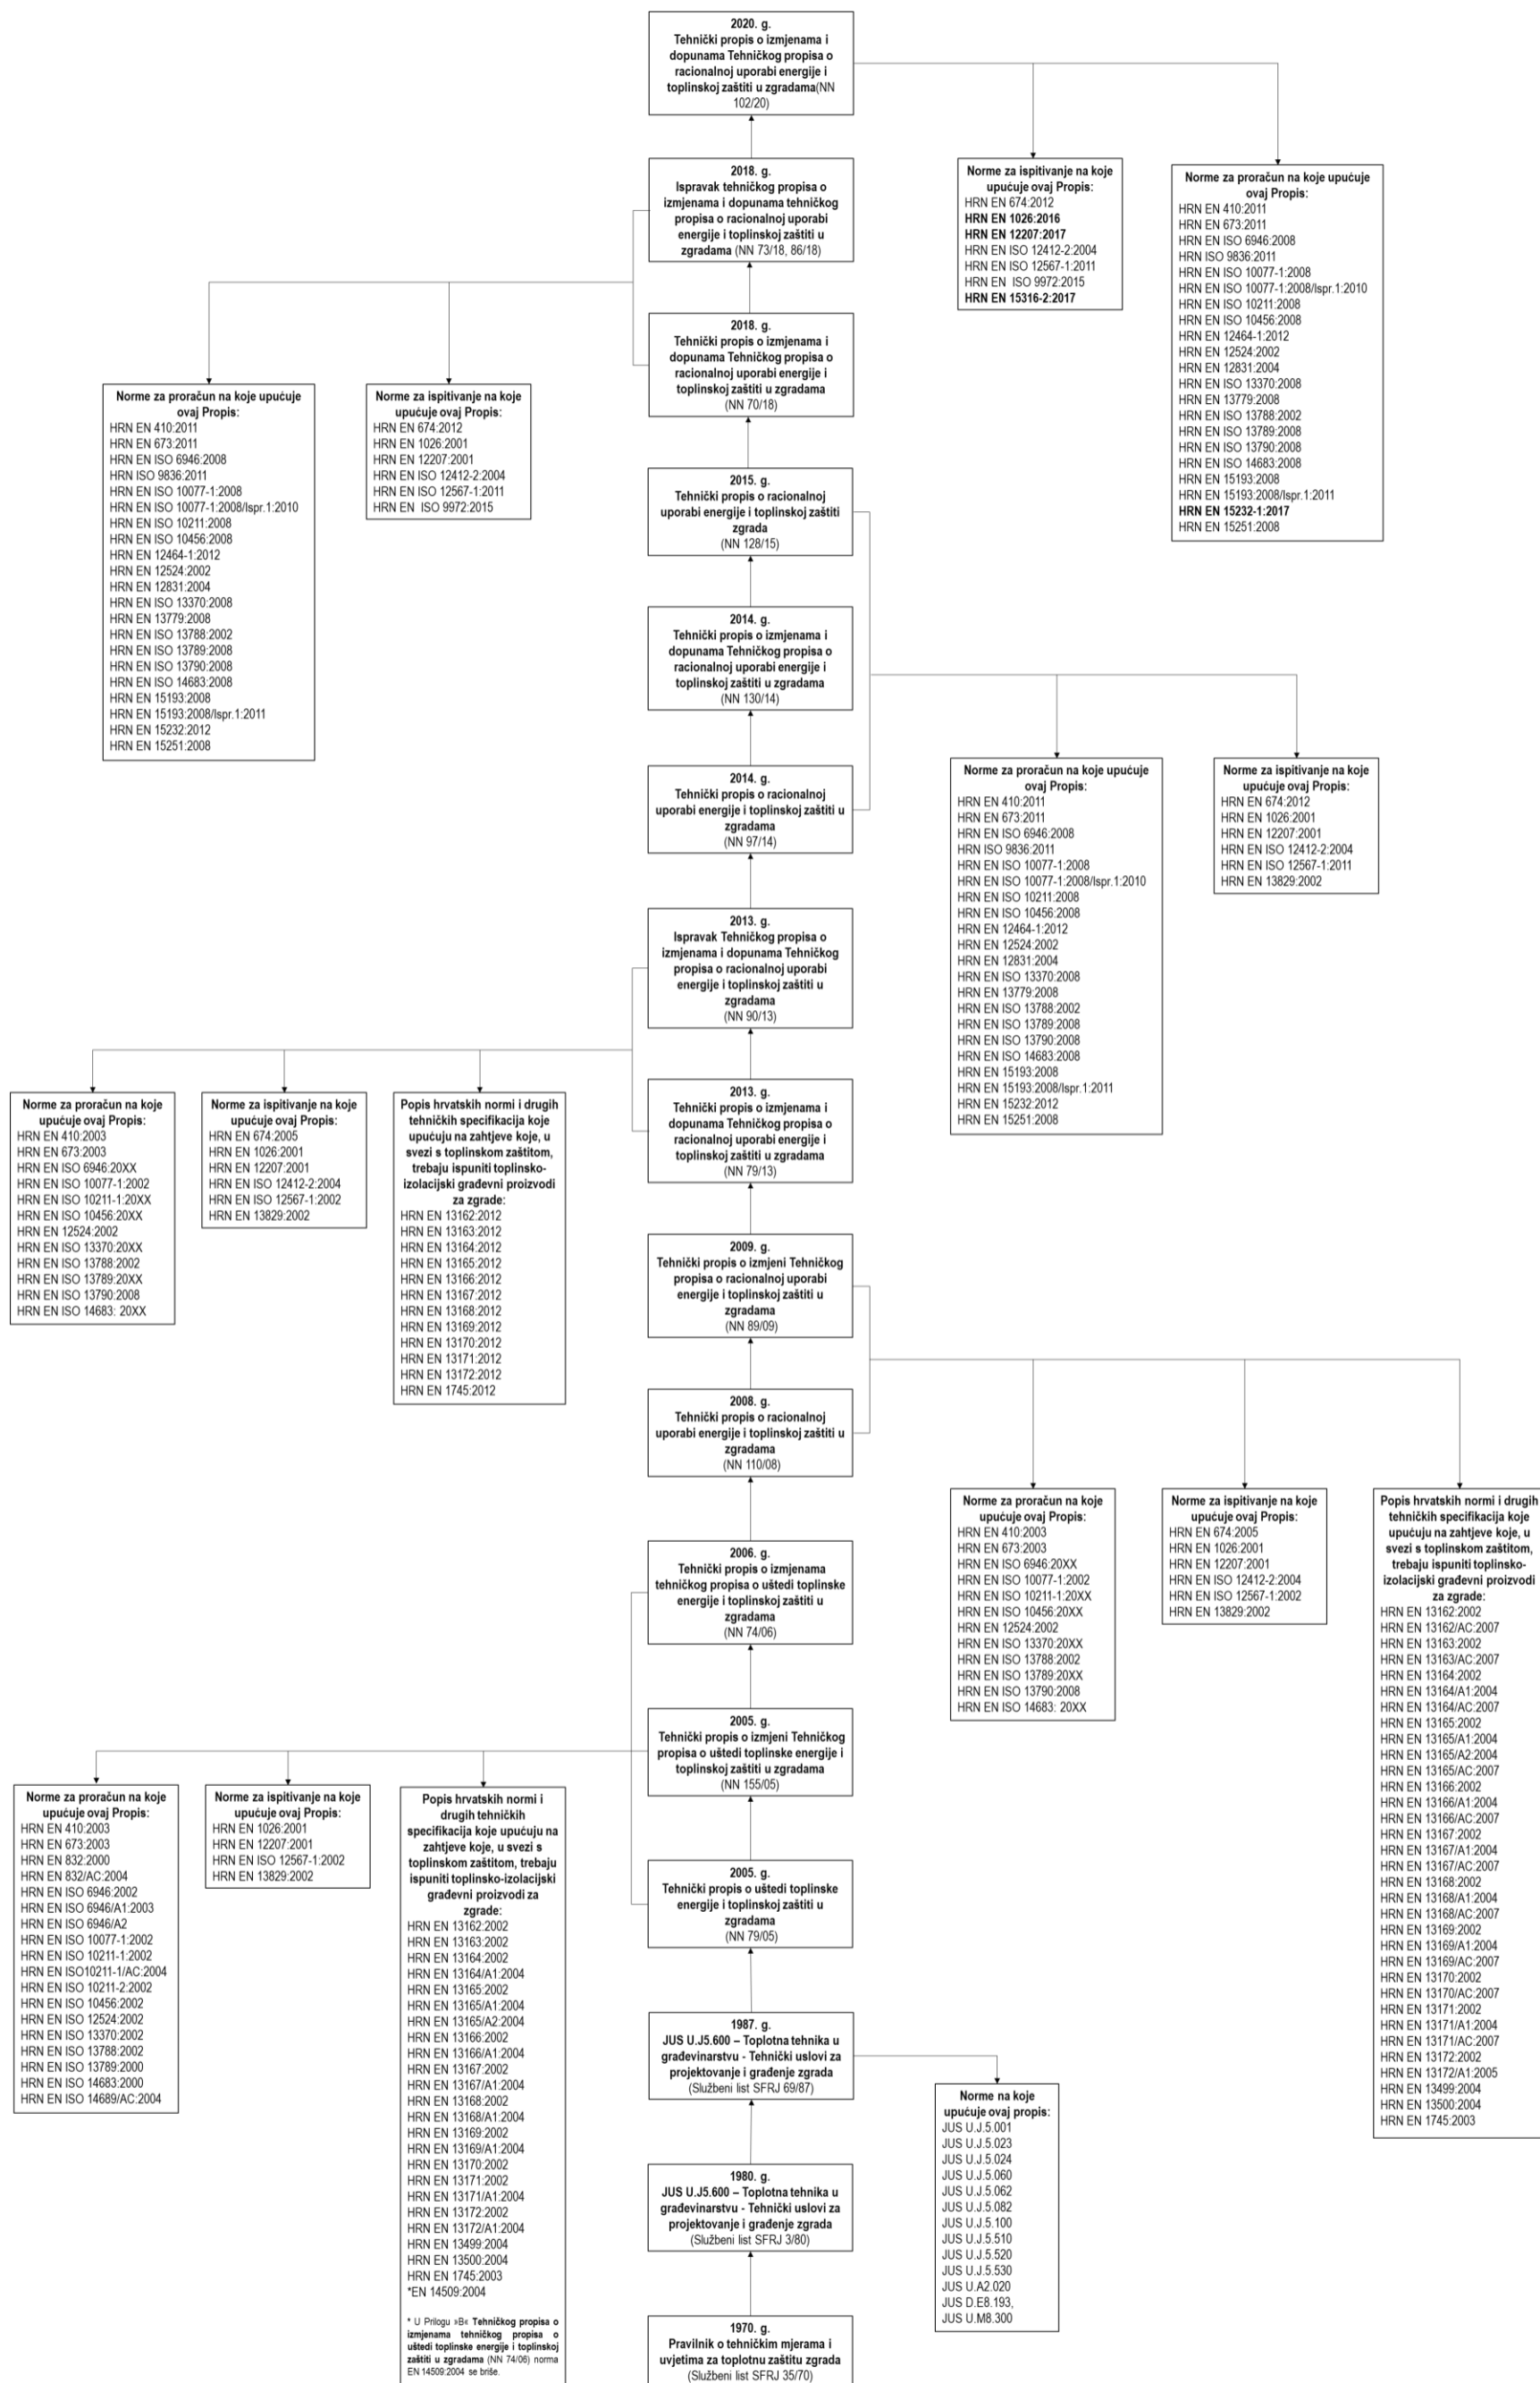 2020. g.
Tehnički propis o izmjenama i
dopunama Tehničkog propisa o
racionalnoj uporabi energije i
toplinskoj zaštiti u zgradama(NN
102/20)
2018. g.
Ispravak tehničkog propisa o
izmjenama i dopunama tehničkog
propisa o racionalnoj uporabi
energije i toplinskoj zaštiti u
zgradama (NN 73/18, 86/18)
Norme za ispitivanje na koje
upućuje ovaj Propis:
HRN EN 674:2012
HRN EN 1026:2016
HRN EN 12207:2017
HRN EN ISO 12412-2:2004
HRN EN ISO 12567-1:2011
HRN EN  ISO 9972:2015
HRN EN 15316-2:2017
Norme za proračun na koje upućuje
ovaj Propis:
HRN EN 410:2011
HRN EN 673:2011
HRN EN ISO 6946:2008
HRN ISO 9836:2011
HRN EN ISO 10077-1:2008
HRN EN ISO 10077-1:2008/Ispr.1:2010
HRN EN ISO 10211:2008
HRN EN ISO 10456:2008
HRN EN 12464-1:2012
HRN EN 12524:2002
HRN EN 12831:2004
HRN EN ISO 13370:2008
HRN EN 13779:2008
HRN EN ISO 13788:2002
HRN EN ISO 13789:2008
HRN EN ISO 13790:2008
HRN EN ISO 14683:2008
HRN EN 15193:2008
HRN EN 15193:2008/Ispr.1:2011
HRN EN 15232-1:2017
HRN EN 15251:2008
2018. g.
Tehnički propis o izmjenama i
dopunama Tehničkog propisa o
racionalnoj uporabi energije i
toplinskoj zaštiti u zgradama
(NN 70/18)
Norme za proračun na koje upućuje
ovaj Propis:
HRN EN 410:2011
HRN EN 673:2011
HRN EN ISO 6946:2008
HRN ISO 9836:2011
HRN EN ISO 10077-1:2008
HRN EN ISO 10077-1:2008/Ispr.1:2010
HRN EN ISO 10211:2008
HRN EN ISO 10456:2008
HRN EN 12464-1:2012
HRN EN 12524:2002
HRN EN 12831:2004
HRN EN ISO 13370:2008
HRN EN 13779:2008
HRN EN ISO 13788:2002
HRN EN ISO 13789:2008
HRN EN ISO 13790:2008
HRN EN ISO 14683:2008
HRN EN 15193:2008
HRN EN 15193:2008/Ispr.1:2011
HRN EN 15232:2012
HRN EN 15251:2008
Norme za ispitivanje na koje
upućuje ovaj Propis:
HRN EN 674:2012
HRN EN 1026:2001
HRN EN 12207:2001
HRN EN ISO 12412-2:2004
HRN EN ISO 12567-1:2011
HRN EN  ISO 9972:2015
2015. g.
Tehnički propis o racionalnoj
uporabi energije i toplinskoj zaštiti
zgrada
(NN 128/15)
2014. g.
Tehnički propis o izmjenama i
dopunama Tehničkog propisa o
racionalnoj uporabi energije i
toplinskoj zaštiti u zgradama
(NN 130/14)
2014. g.
Tehnički propis o racionalnoj
uporabi energije i toplinskoj zaštiti u
zgradama
(NN 97/14)
Norme za proračun na koje upućuje
ovaj Propis:
HRN EN 410:2011
HRN EN 673:2011
HRN EN ISO 6946:2008
HRN ISO 9836:2011
HRN EN ISO 10077-1:2008
HRN EN ISO 10077-1:2008/Ispr.1:2010
HRN EN ISO 10211:2008
HRN EN ISO 10456:2008
HRN EN 12464-1:2012
HRN EN 12524:2002
HRN EN 12831:2004
HRN EN ISO 13370:2008
HRN EN 13779:2008
HRN EN ISO 13788:2002
HRN EN ISO 13789:2008
HRN EN ISO 13790:2008
HRN EN ISO 14683:2008
HRN EN 15193:2008
HRN EN 15193:2008/Ispr.1:2011
HRN EN 15232:2012
HRN EN 15251:2008
Norme za ispitivanje na koje
upućuje ovaj Propis:
HRN EN 674:2012
HRN EN 1026:2001
HRN EN 12207:2001
HRN EN ISO 12412-2:2004
HRN EN ISO 12567-1:2011
HRN EN 13829:2002
2013. g.
Ispravak Tehničkog propisa o
izmjenama i dopunama Tehničkog
propisa o racionalnoj uporabi
energije i toplinskoj zaštiti u
zgradama
(NN 90/13)
2013. g.
Tehnički propis o izmjenama i
dopunama Tehničkog propisa o
racionalnoj uporabi energije i
toplinskoj zaštiti u zgradama
(NN 79/13)
Norme za proračun na koje
upućuje ovaj Propis:
HRN EN 410:2003
HRN EN 673:2003
HRN EN ISO 6946:20XX
HRN EN ISO 10077-1:2002
HRN EN ISO 10211-1:20XX
HRN EN ISO 10456:20XX
HRN EN 12524:2002
HRN EN ISO 13370:20XX
HRN EN ISO 13788:2002
HRN EN ISO 13789:20XX
HRN EN ISO 13790:2008
HRN EN ISO 14683: 20XX
Norme za ispitivanje na koje
upućuje ovaj Propis:
HRN EN 674:2005
HRN EN 1026:2001
HRN EN 12207:2001
HRN EN ISO 12412-2:2004
HRN EN ISO 12567-1:2002
HRN EN 13829:2002
Popis hrvatskih normi i drugih
tehničkih specifikacija koje
upućuju na zahtjeve koje, u
svezi s toplinskom zaštitom,
trebaju ispuniti toplinsko-
izolacijski građevni proizvodi
za zgrade:
HRN EN 13162:2012
HRN EN 13163:2012
HRN EN 13164:2012
HRN EN 13165:2012
HRN EN 13166:2012
HRN EN 13167:2012
HRN EN 13168:2012
HRN EN 13169:2012
HRN EN 13170:2012
HRN EN 13171:2012
HRN EN 13172:2012
HRN EN 1745:2012
2009. g.
Tehnički propis o izmjeni Tehničkog
propisa o racionalnoj uporabi
energije i toplinskoj zaštiti u
zgradama
(NN 89/09)
2008. g.
Tehnički propis o racionalnoj
uporabi energije i toplinskoj zaštiti u
zgradama
(NN 110/08)
Norme za proračun na koje
upućuje ovaj Propis:
HRN EN 410:2003
HRN EN 673:2003
HRN EN ISO 6946:20XX
HRN EN ISO 10077-1:2002
HRN EN ISO 10211-1:20XX
HRN EN ISO 10456:20XX
HRN EN 12524:2002
HRN EN ISO 13370:20XX
HRN EN ISO 13788:2002
HRN EN ISO 13789:20XX
HRN EN ISO 13790:2008
HRN EN ISO 14683: 20XX
Norme za ispitivanje na koje
upućuje ovaj Propis:
HRN EN 674:2005
HRN EN 1026:2001
HRN EN 12207:2001
HRN EN ISO 12412-2:2004
HRN EN ISO 12567-1:2002
HRN EN 13829:2002
Popis hrvatskih normi i drugih
tehničkih specifikacija koje
upućuju na zahtjeve koje, u
svezi s toplinskom zaštitom,
trebaju ispuniti toplinsko-
izolacijski građevni proizvodi
za zgrade:
HRN EN 13162:2002
HRN EN 13162/AC:2007
HRN EN 13163:2002
HRN EN 13163/AC:2007
HRN EN 13164:2002
HRN EN 13164/A1:2004
HRN EN 13164/AC:2007
HRN EN 13165:2002
HRN EN 13165/A1:2004
HRN EN 13165/A2:2004
HRN EN 13165/AC:2007
HRN EN 13166:2002
HRN EN 13166/A1:2004
HRN EN 13166/AC:2007
HRN EN 13167:2002
HRN EN 13167/A1:2004
HRN EN 13167/AC:2007
HRN EN 13168:2002
HRN EN 13168/A1:2004
HRN EN 13168/AC:2007
HRN EN 13169:2002
HRN EN 13169/A1:2004
HRN EN 13169/AC:2007
HRN EN 13170:2002
HRN EN 13170/AC:2007
HRN EN 13171:2002
HRN EN 13171/A1:2004
HRN EN 13171/AC:2007
HRN EN 13172:2002
HRN EN 13172/A1:2005
HRN EN 13499:2004
HRN EN 13500:2004
HRN EN 1745:2003
2006. g.
Tehnički propis o izmjenama
tehničkog propisa o uštedi toplinske
energije i toplinskoj zaštiti u
zgradama
(NN 74/06)
2005. g.
Tehnički propis o izmjeni Tehničkog
propisa o uštedi toplinske energije i
toplinskoj zaštiti u zgradama
(NN 155/05)
2005. g.
Tehnički propis o uštedi toplinske
energije i toplinskoj zaštiti u
zgradama
(NN 79/05)
Norme za proračun na koje
upućuje ovaj Propis:
HRN EN 410:2003
HRN EN 673:2003
HRN EN 832:2000
HRN EN 832/AC:2004
HRN EN ISO 6946:2002
HRN EN ISO 6946/A1:2003
HRN EN ISO 6946/A2
HRN EN ISO 10077-1:2002
HRN EN ISO 10211-1:2002
HRN EN ISO10211-1/AC:2004
HRN EN ISO 10211-2:2002
HRN EN ISO 10456:2002
HRN EN ISO 12524:2002
HRN EN ISO 13370:2002
HRN EN ISO 13788:2002
HRN EN ISO 13789:2000
HRN EN ISO 14683:2000
HRN EN ISO 14689/AC:2004
Norme za ispitivanje na koje
upućuje ovaj Propis:
HRN EN 1026:2001
HRN EN 12207:2001
HRN EN ISO 12567-1:2002
HRN EN 13829:2002
Popis hrvatskih normi i
drugih tehničkih
specifikacija koje upućuju na
zahtjeve koje, u svezi s
toplinskom zaštitom, trebaju
ispuniti toplinsko-izolacijski
građevni proizvodi za
zgrade:
HRN EN 13162:2002
HRN EN 13163:2002
HRN EN 13164:2002
HRN EN 13164/A1:2004
HRN EN 13165:2002
HRN EN 13165/A1:2004
HRN EN 13165/A2:2004
HRN EN 13166:2002
HRN EN 13166/A1:2004
HRN EN 13167:2002
HRN EN 13167/A1:2004
HRN EN 13168:2002
HRN EN 13168/A1:2004
HRN EN 13169:2002
HRN EN 13169/A1:2004
HRN EN 13170:2002
HRN EN 13171:2002
HRN EN 13171/A1:2004
HRN EN 13172:2002
HRN EN 13172/A1:2004
HRN EN 13499:2004
HRN EN 13500:2004
HRN EN 1745:2003
*EN 14509:2004
* U Prilogu »B« Tehničkog propisa o
izmjenama tehničkog propisa o
uštedi toplinske energije i toplinskoj
zaštiti u zgradama (NN 74/06) norma
EN 14509:2004 se briše.
1987. g.
JUS U.J5.600 – Toplotna tehnika u
građevinarstvu - Tehnički uslovi za
projektovanje i građenje zgrada
(Službeni list SFRJ 69/87)
Norme na koje
upućuje ovaj propis:
JUS U.J.5.001
JUS U.J.5.023
JUS U.J.5.024
JUS U.J.5.060
JUS U.J.5.062
JUS U.J.5.082
JUS U.J.5.100
JUS U.J.5.510
JUS U.J.5.520
JUS U.J.5.530
JUS U.A2.020
JUS D.E8.193,
JUS U.M8.300
1980. g.
JUS U.J5.600 – Toplotna tehnika u
građevinarstvu - Tehnički uslovi za
projektovanje i građenje zgrada
(Službeni list SFRJ 3/80)
1970. g.
Pravilnik o tehničkim mjerama i
uvjetima za toplotnu zaštitu zgrada
(Službeni list SFRJ 35/70)